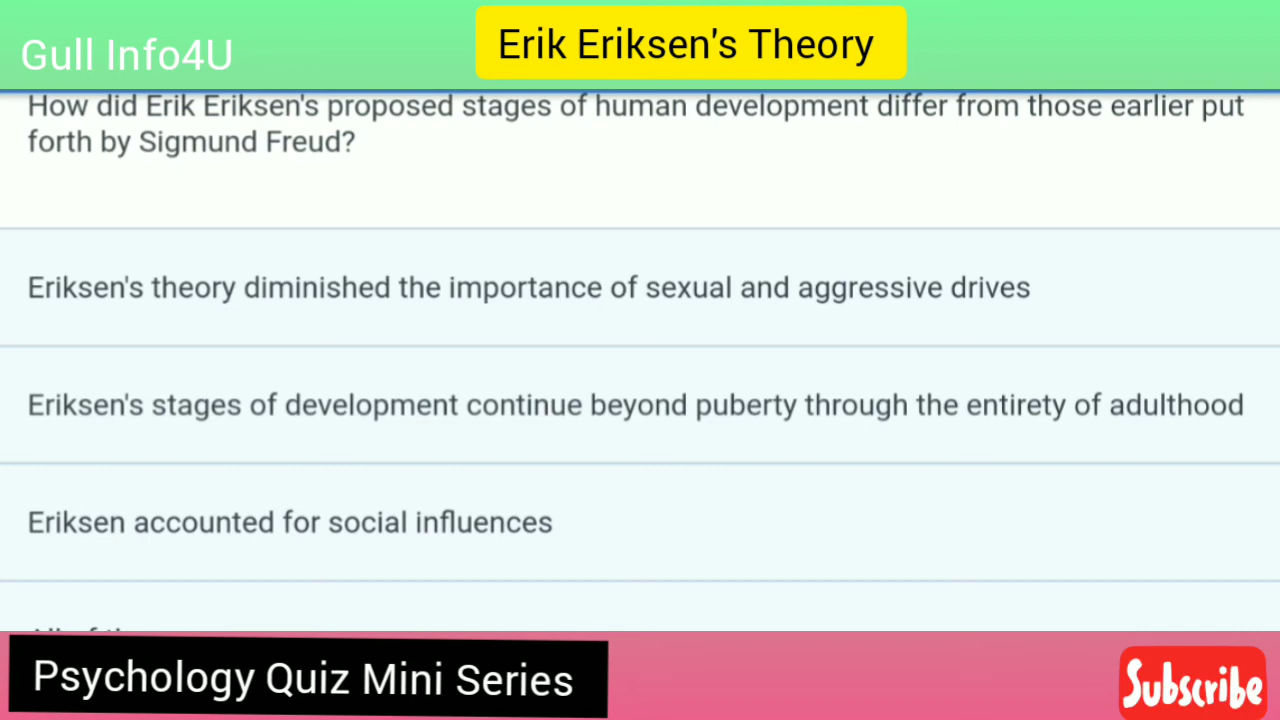 Gull Info4U
Erik Eriksen's Theory
How did Erik Eriksen's proposed stages of human development differ from those earlier put
forth by Sigmund Freud?
Eriksen's theory diminished the importance of sexual and aggressive drives
Eriksen's stages of development continue beyond puberty through the entirety of adulthood
Eriksen accounted for social influences
Psychology Quiz Mini Series
Subscribe